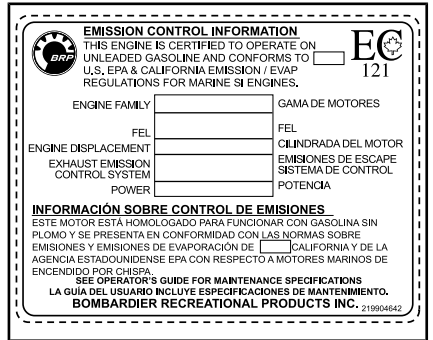 EMISSION CONTROL INFORMATION
THIS ENGINE IS CERTIFIED TO OPERATE ON
UNLEADED GASOLINE AND CONFORMS TO
U.S. EPA & CALIFORNIA EMISSION / EVAP
REGULATIONS FOR MARINE SI ENGINES.
BRP
EC
121
ENGINE FAMILY GAMA DE MOTORES
FEL FEL
ENGINE DISPLACEMENT CILINDRADA DEL MOTOR
EXHAUST EMISSION EMISIONES DE ESCAPE
CONTROL SYSTEM SISTEMA DE CONTROL
POWER POTENCIA
INFORMACIÓN SOBRE CONTROL DE EMISIONES
ESTE MOTOR ESTÁ HOMOLOGADO PARA FUNCIONAR CON GASOLINA SIN
PLOMO Y SE PRESENTA EN CONFORMIDAD CON LAS NORMAS SOBRE
EMISIONES Y EMISIONES DE EVAPORACIÓN DE CALIFORNIA Y DE LA
AGENCIA ESTADOUNIDENSE EPA CON RESPECTO A MOTORES MARINOS DE
ENCENDIDO POR CHISPA.
SEE OPERATOR'S GUIDE FOR MAINTENANCE SPECIFICATIONS
LA GUÍA DEL USUARIO INCLUYE ESPECIFICACIONES DE MANTENIMIENTO.
BOMBARDIER RECREATIONAL PRODUCTS INC. 219904642